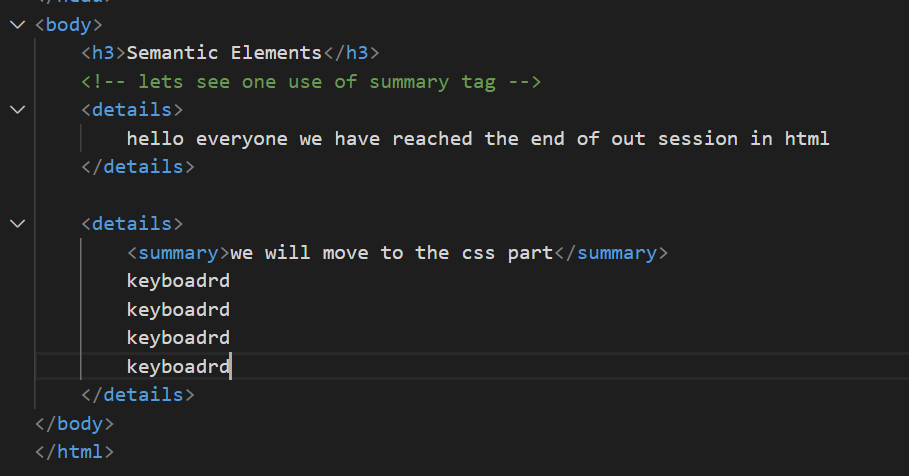 </head>
<body>
<h3>Semantic Elements</h3>
<!-- lets see one use of summary tag -->
<details>
hello everyone we have reached the end of out session in html
</details>
<details>
<summary>we will move to the css part</summary>
keyboadrd
keyboadrd
keyboadrd
keyboadrd
</details>
</body>
</html>